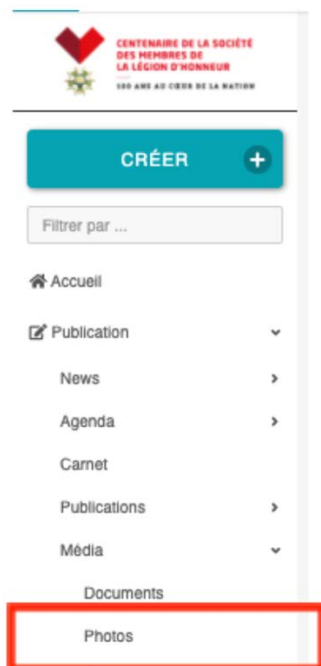 CENTENAIRE DE LA SOCIÉTÉ
DES MEMBRES DE
LA LÉGION D'HONNEUR
100 ANS AU CŒUR DE LA NATION
CRÉER
Filtrer par ...
Accueil
Publication
News
Agenda
Carnet
Publications
Média
Documents
Photos